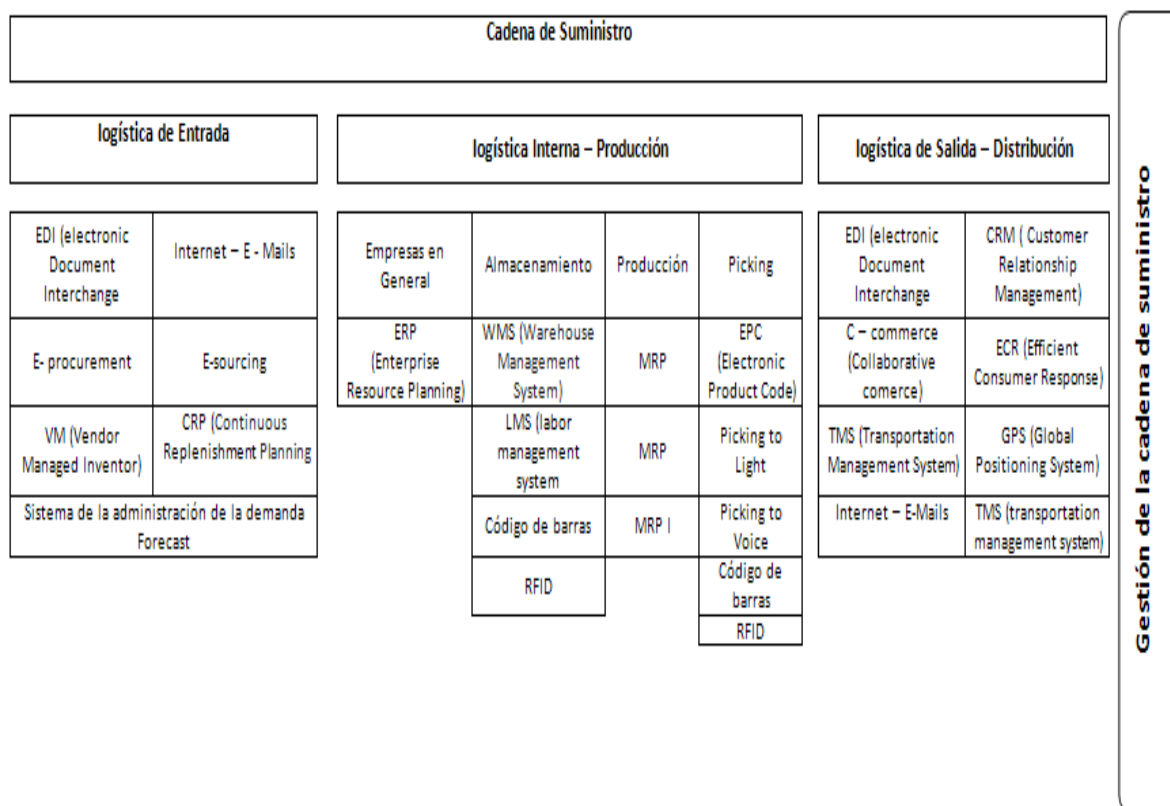 Cadena de Suministro
logística de Entrada
logística Interna – Producción
logística de Salida – Distribución
EDI (electronic
Document
Interchange
Internet – E - Mails
E- procurement
E-sourcing
VM (Vendor
Managed Inventor)
CRP (Continuous
Replenishment Planning
Sistema de la administración de la demanda
Forecast
Empresas en
General
Almacenamiento
Producción
Picking
ERP
(Enterprise
Resource Planning)
WMS (Warehouse
Management
System)
MRP
EPC
(Electronic
Product Code)
LMS (labor
management
system
MRP
Picking to
Light
Código de barras
MRP I
Picking to
Voice
RFID
Código de
barras
RFID
EDI (electronic
Document
Interchange
CRM ( Customer
Relationship
Management)
C – commerce
(Collaborative
comerce)
ECR (Efficient
Consumer Response)
TMS (Transportation
Management System)
GPS (Global
Positioning System)
Internet – E-Mails
TMS (transportation
management system)
Gestión de la cadena de suministro